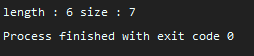 length : 6 size : 7
Process finished with exit code 0